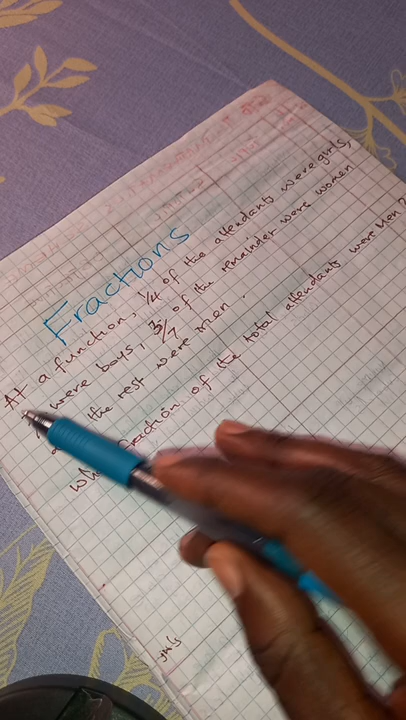 Fractions
At a function, 1/4 of the attendants were girls,
were boys, 3/7 of the remainder were women
the rest were men.
fraction of the total attendants were men?
girls